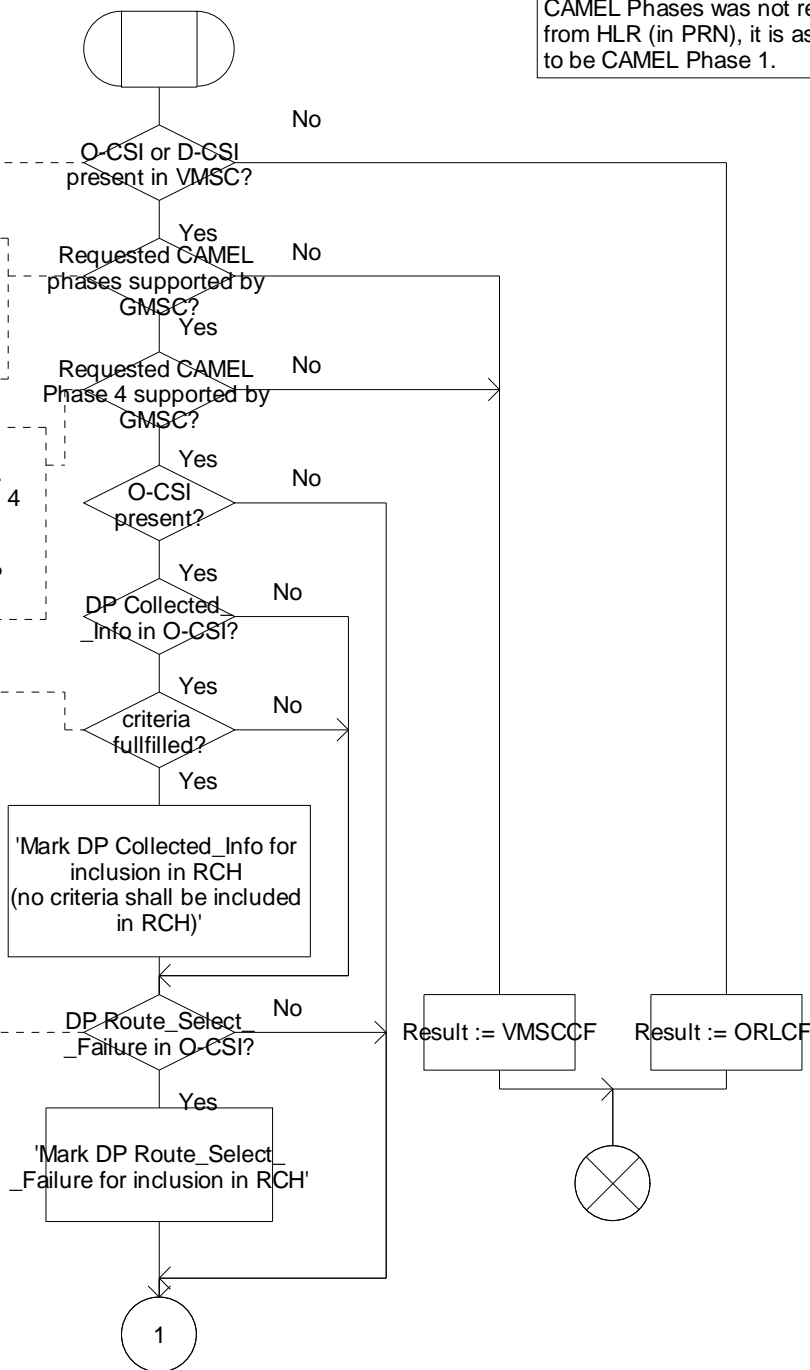 CAMEL Phases was not
from HLR (in PRN), it is
to be CAMEL Phase 1.
No
O-CSI or D-CSI
present in VMSC?
Yes
Requested CAMEL
phases supported by
GMSC?
No
Yes
Requested CAMEL
Phase 4 supported by
GMSC?
No
Yes
4
O-CSI
present?
No
Yes
DP Collected_
_Info in O-CSI?
No
Yes
criteria
fullfilled?
No
Yes
'Mark DP Collected_Info for
inclusion in RCH
(no criteria shall be included
in RCH)'
DP Route_Select_
_Failure in O-CSI?
No
Result := VMSCCF
Result := ORLCF
Yes
'Mark DP Route_Select_
_Failure for inclusion in RCH'
1